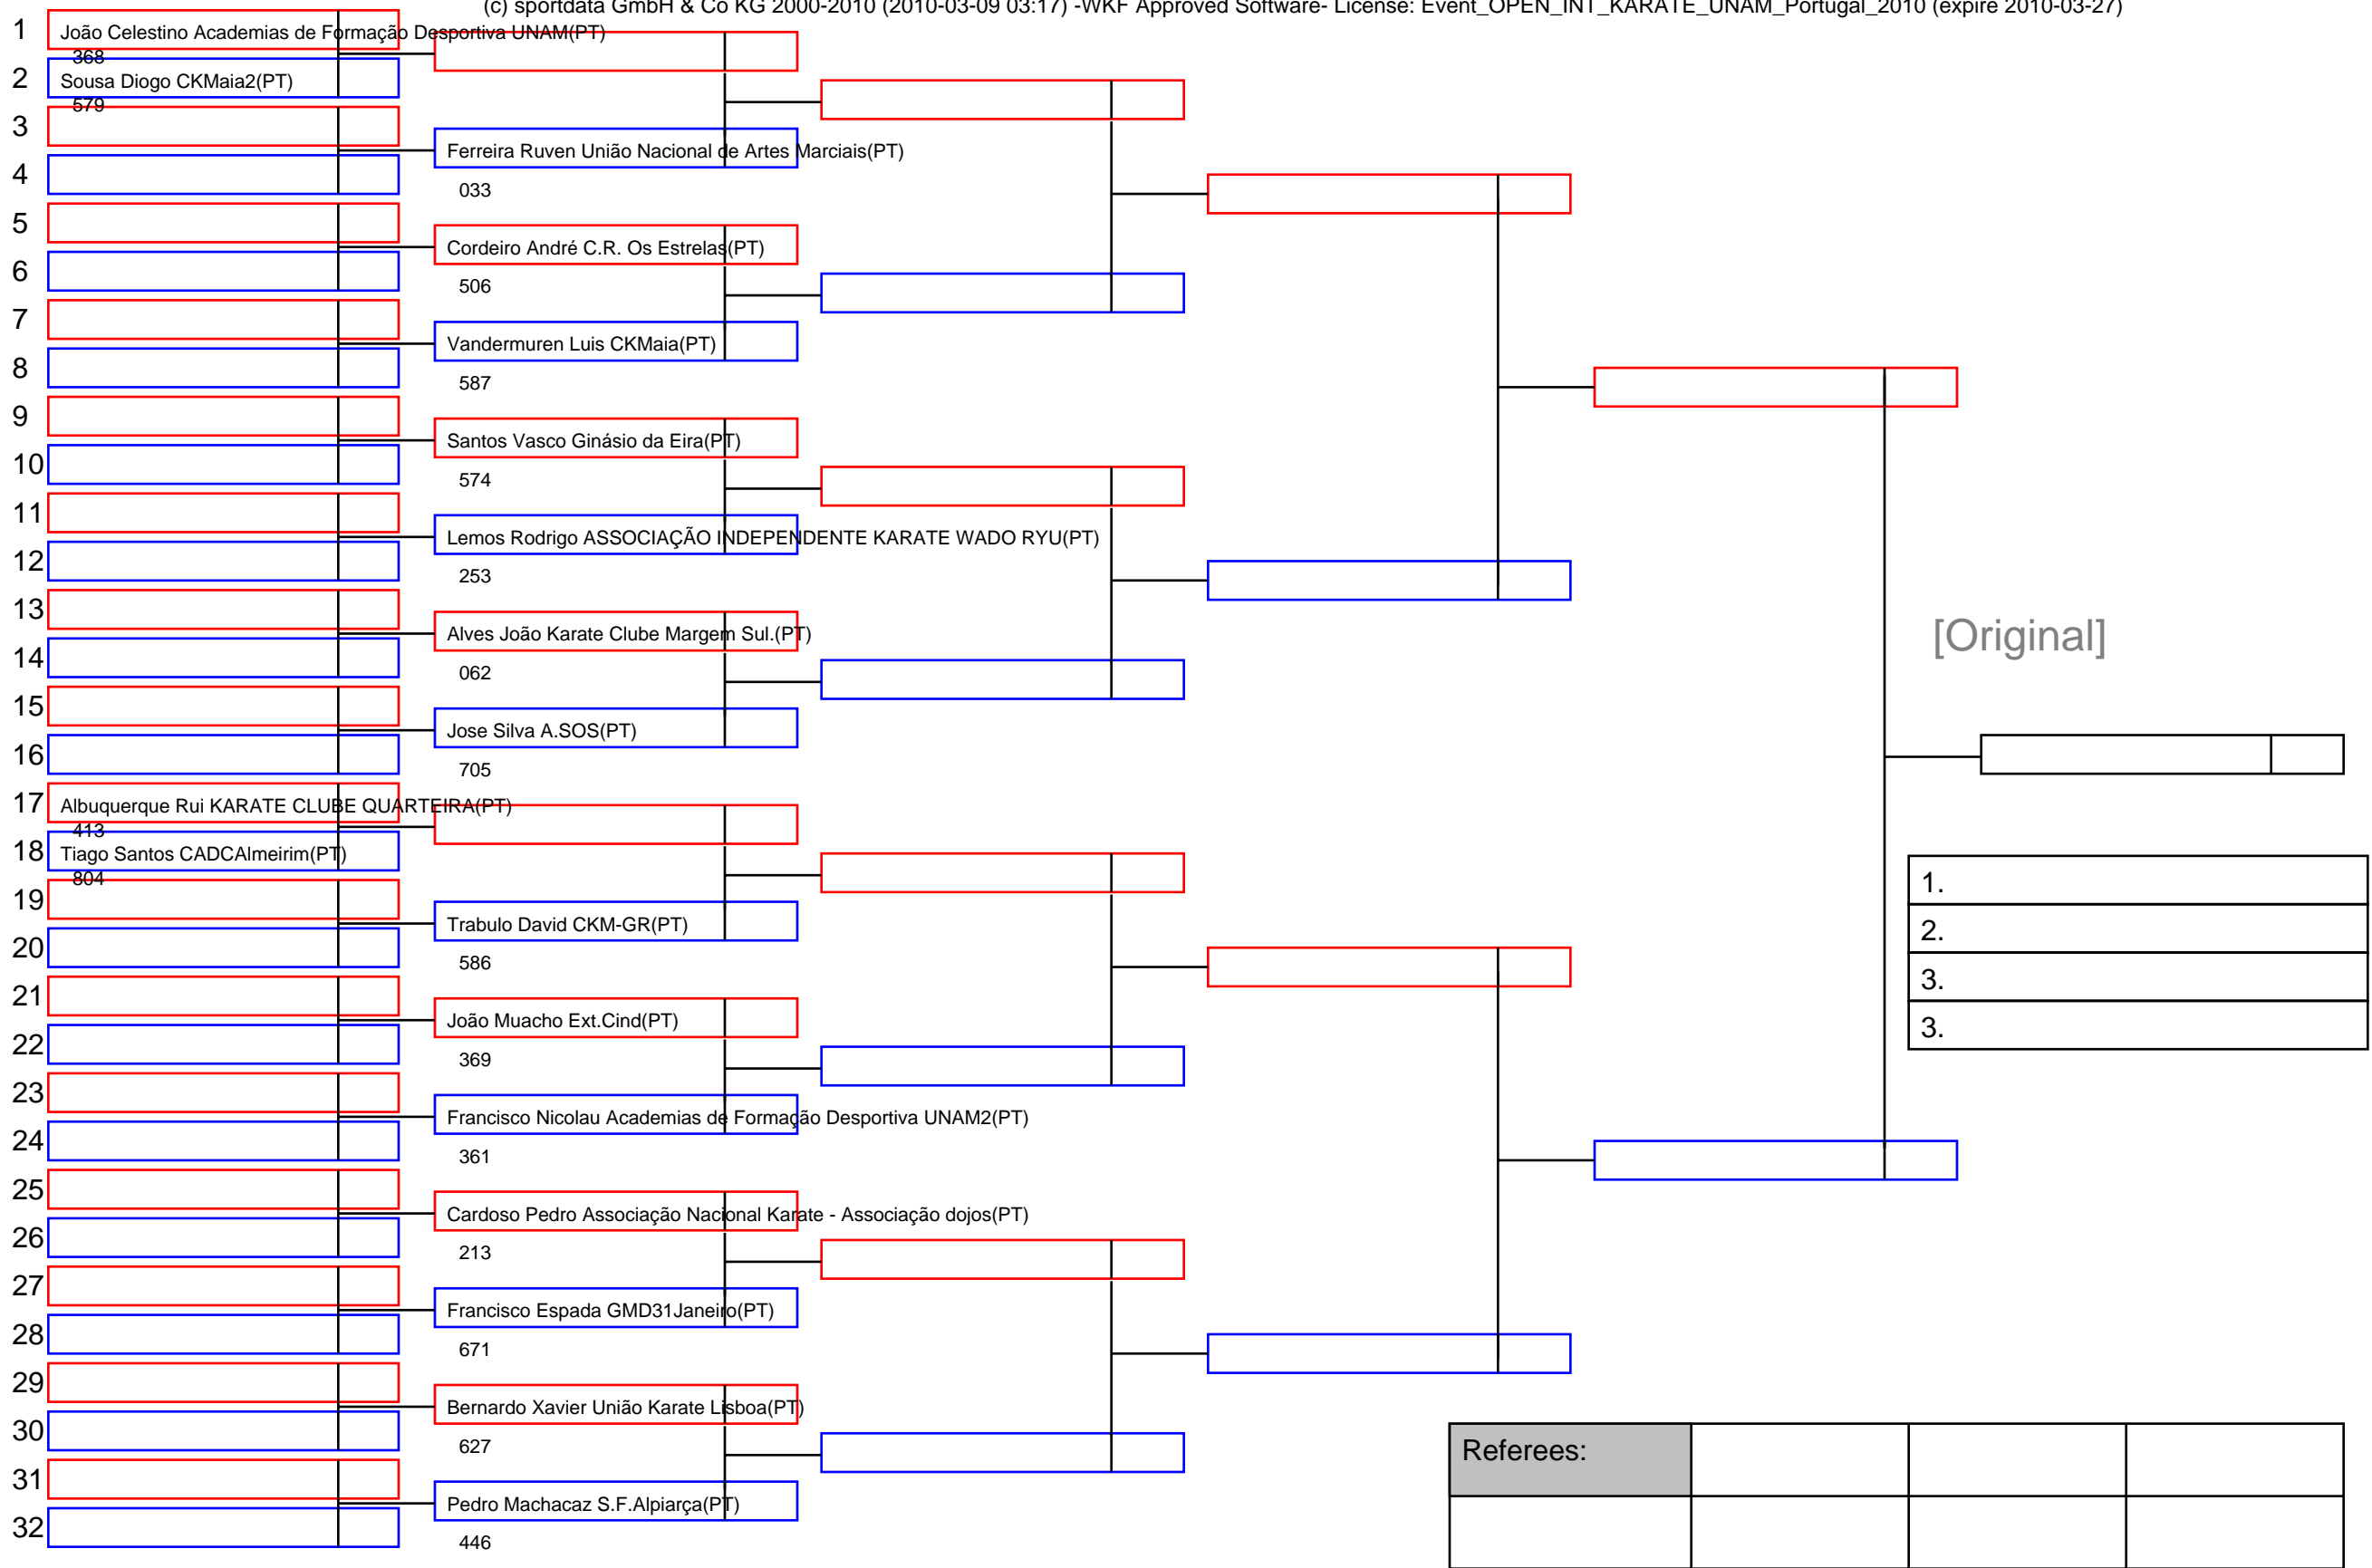 (c) sportdata GmbH & Co KG 2000-2010 (2010-03-09 03:17) -WKF Approved Software- License: Event_OPEN_INT_KARATE_UNAM_Portugal_2010 (expire 2010-03-27)
1
João Celestino Academias de Formação Desportiva UNAM(PT)
368
2
Sousa Diogo CKMaia2(PT)
579
3
Ferreira Ruven União Nacional de Artes Marciais(PT)
4
033
5
Cordeiro André C.R. Os Estrelas(PT)
6
506
7
Vandermuren Luis CKMaia(PT)
8
587
9
Santos Vasco Ginásio da Eira(PT)
10
574
11
Lemos Rodrigo ASSOCIAÇÃO INDEPENDENTE KARATE WADO RYU(PT)
12
253
13
Alves João Karate Clube Margem Sul.(PT)
[Original]
14
062
15
Jose Silva A.SOS(PT)
16
705
17
Albuquerque Rui KARATE CLUBE QUARTEIRA(PT)
413
18
Tiago Santos CADCAlmeirim(PT)
804
19
Trabulo David CKM-GR(PT)
20
586
21
João Muacho Ext.Cind(PT)
22
369
23
Francisco Nicolau Academias de Formação Desportiva UNAM2(PT)
24
361
25
Cardoso Pedro Associação Nacional Karate - Associação dojos(PT)
26
213
27
Francisco Espada GMD31Janeiro(PT)
28
671
29
Bernardo Xavier União Karate Lisboa(PT)
30
627
31
Pedro Machacaz S.F.Alpiarça(PT)
32
446
1.
2.
3.
3.
Referees: